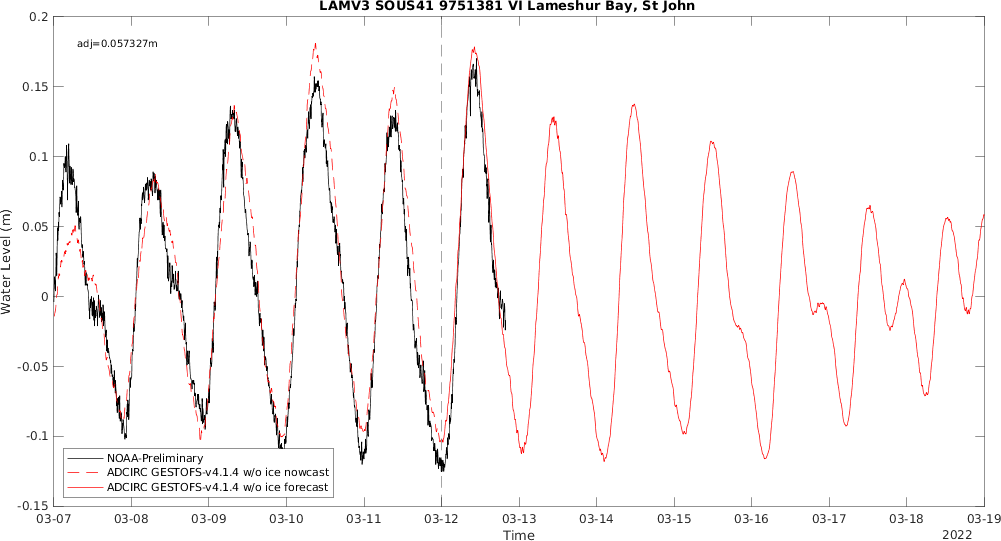 LAMV3 SOUS41 9751381 VI Lameshur Bay, St John
adj=0.057327m
0.2
0.15
0.1
0.05
0
-0.05
-0.1
-0.15
Water Level (m)
NOAA-Preliminary
ADCIRC GESTOFS-v4.1.4 w/o ice nowcast
ADCIRC GESTOFS-v4.1.4 w/o ice forecast
03-07 03-08 03-09 03-10 03-11 03-12 03-13 03-14 03-15 03-16 03-17 03-18 03-19
Time
2022